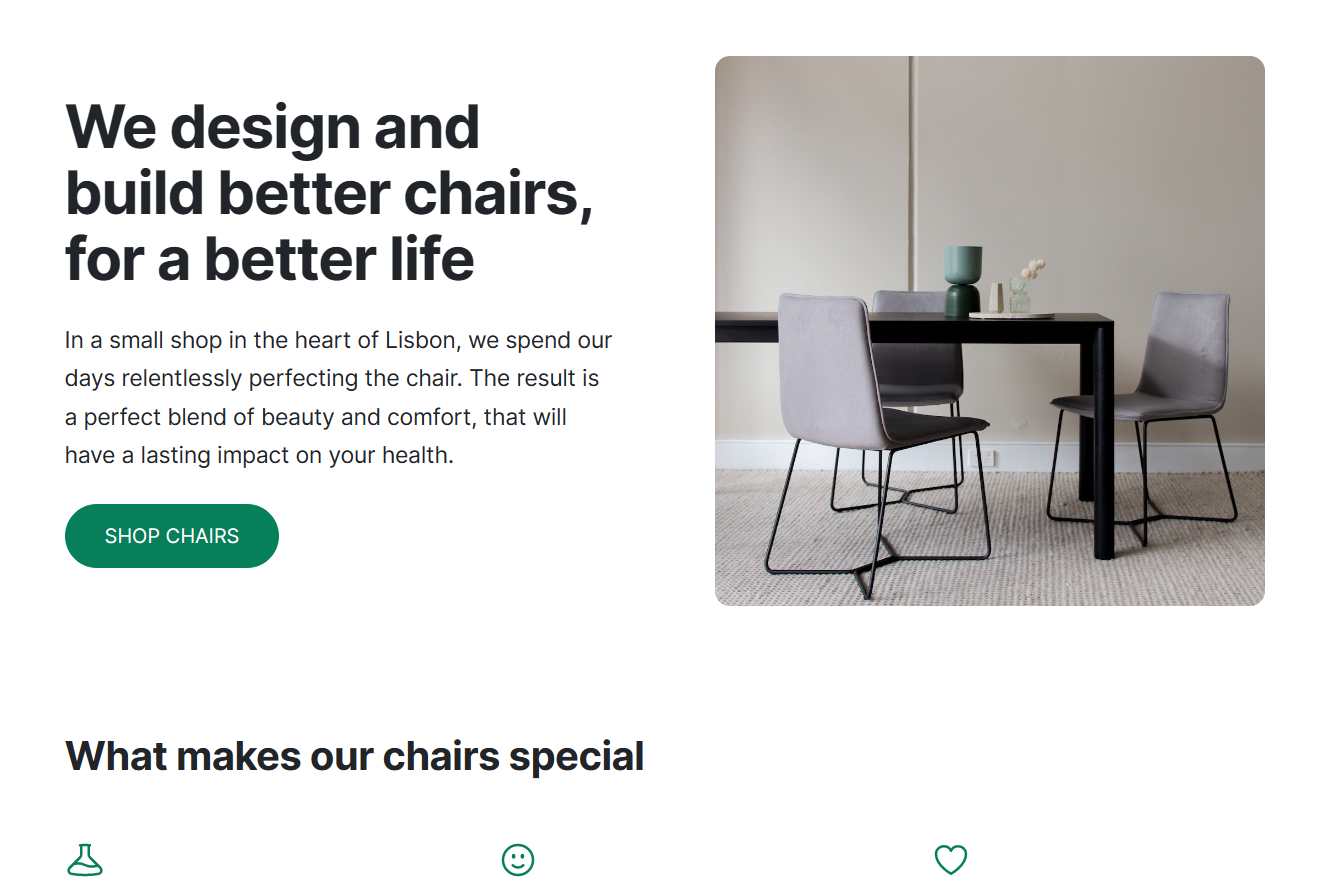 We design and
build better chairs,
for a better life
In a small shop in the heart of Lisbon, we spend our
days relentlessly perfecting the chair. The result is
a perfect blend of beauty and comfort, that will
have a lasting impact on your health.
SHOP CHAIRS
What makes our chairs special